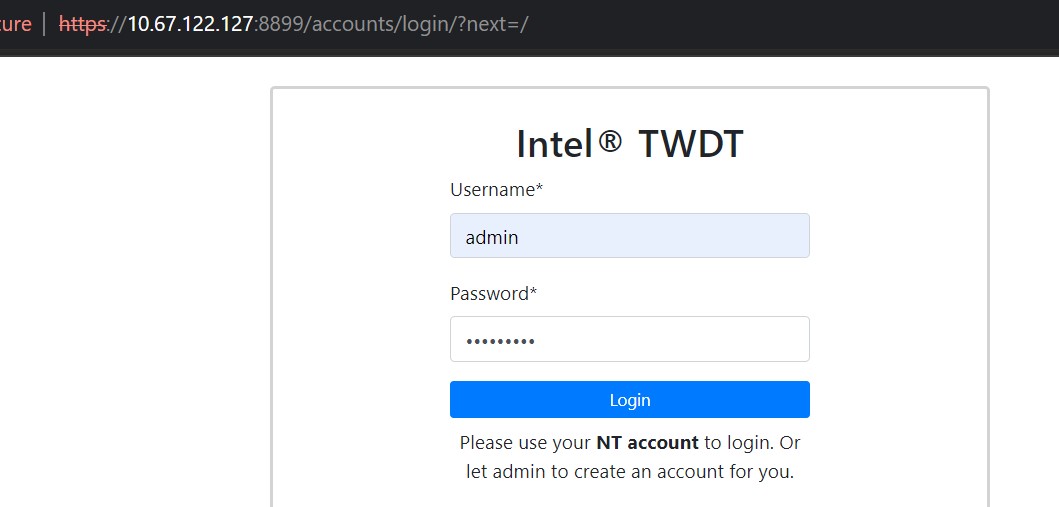 ure | https://10.67.122.127:8899/accounts/login/?next=/
Intel® TWDT
Username*
admin
Password*
•••••••••
Login
Please use your NT account to login. Or
let admin to create an account for you.